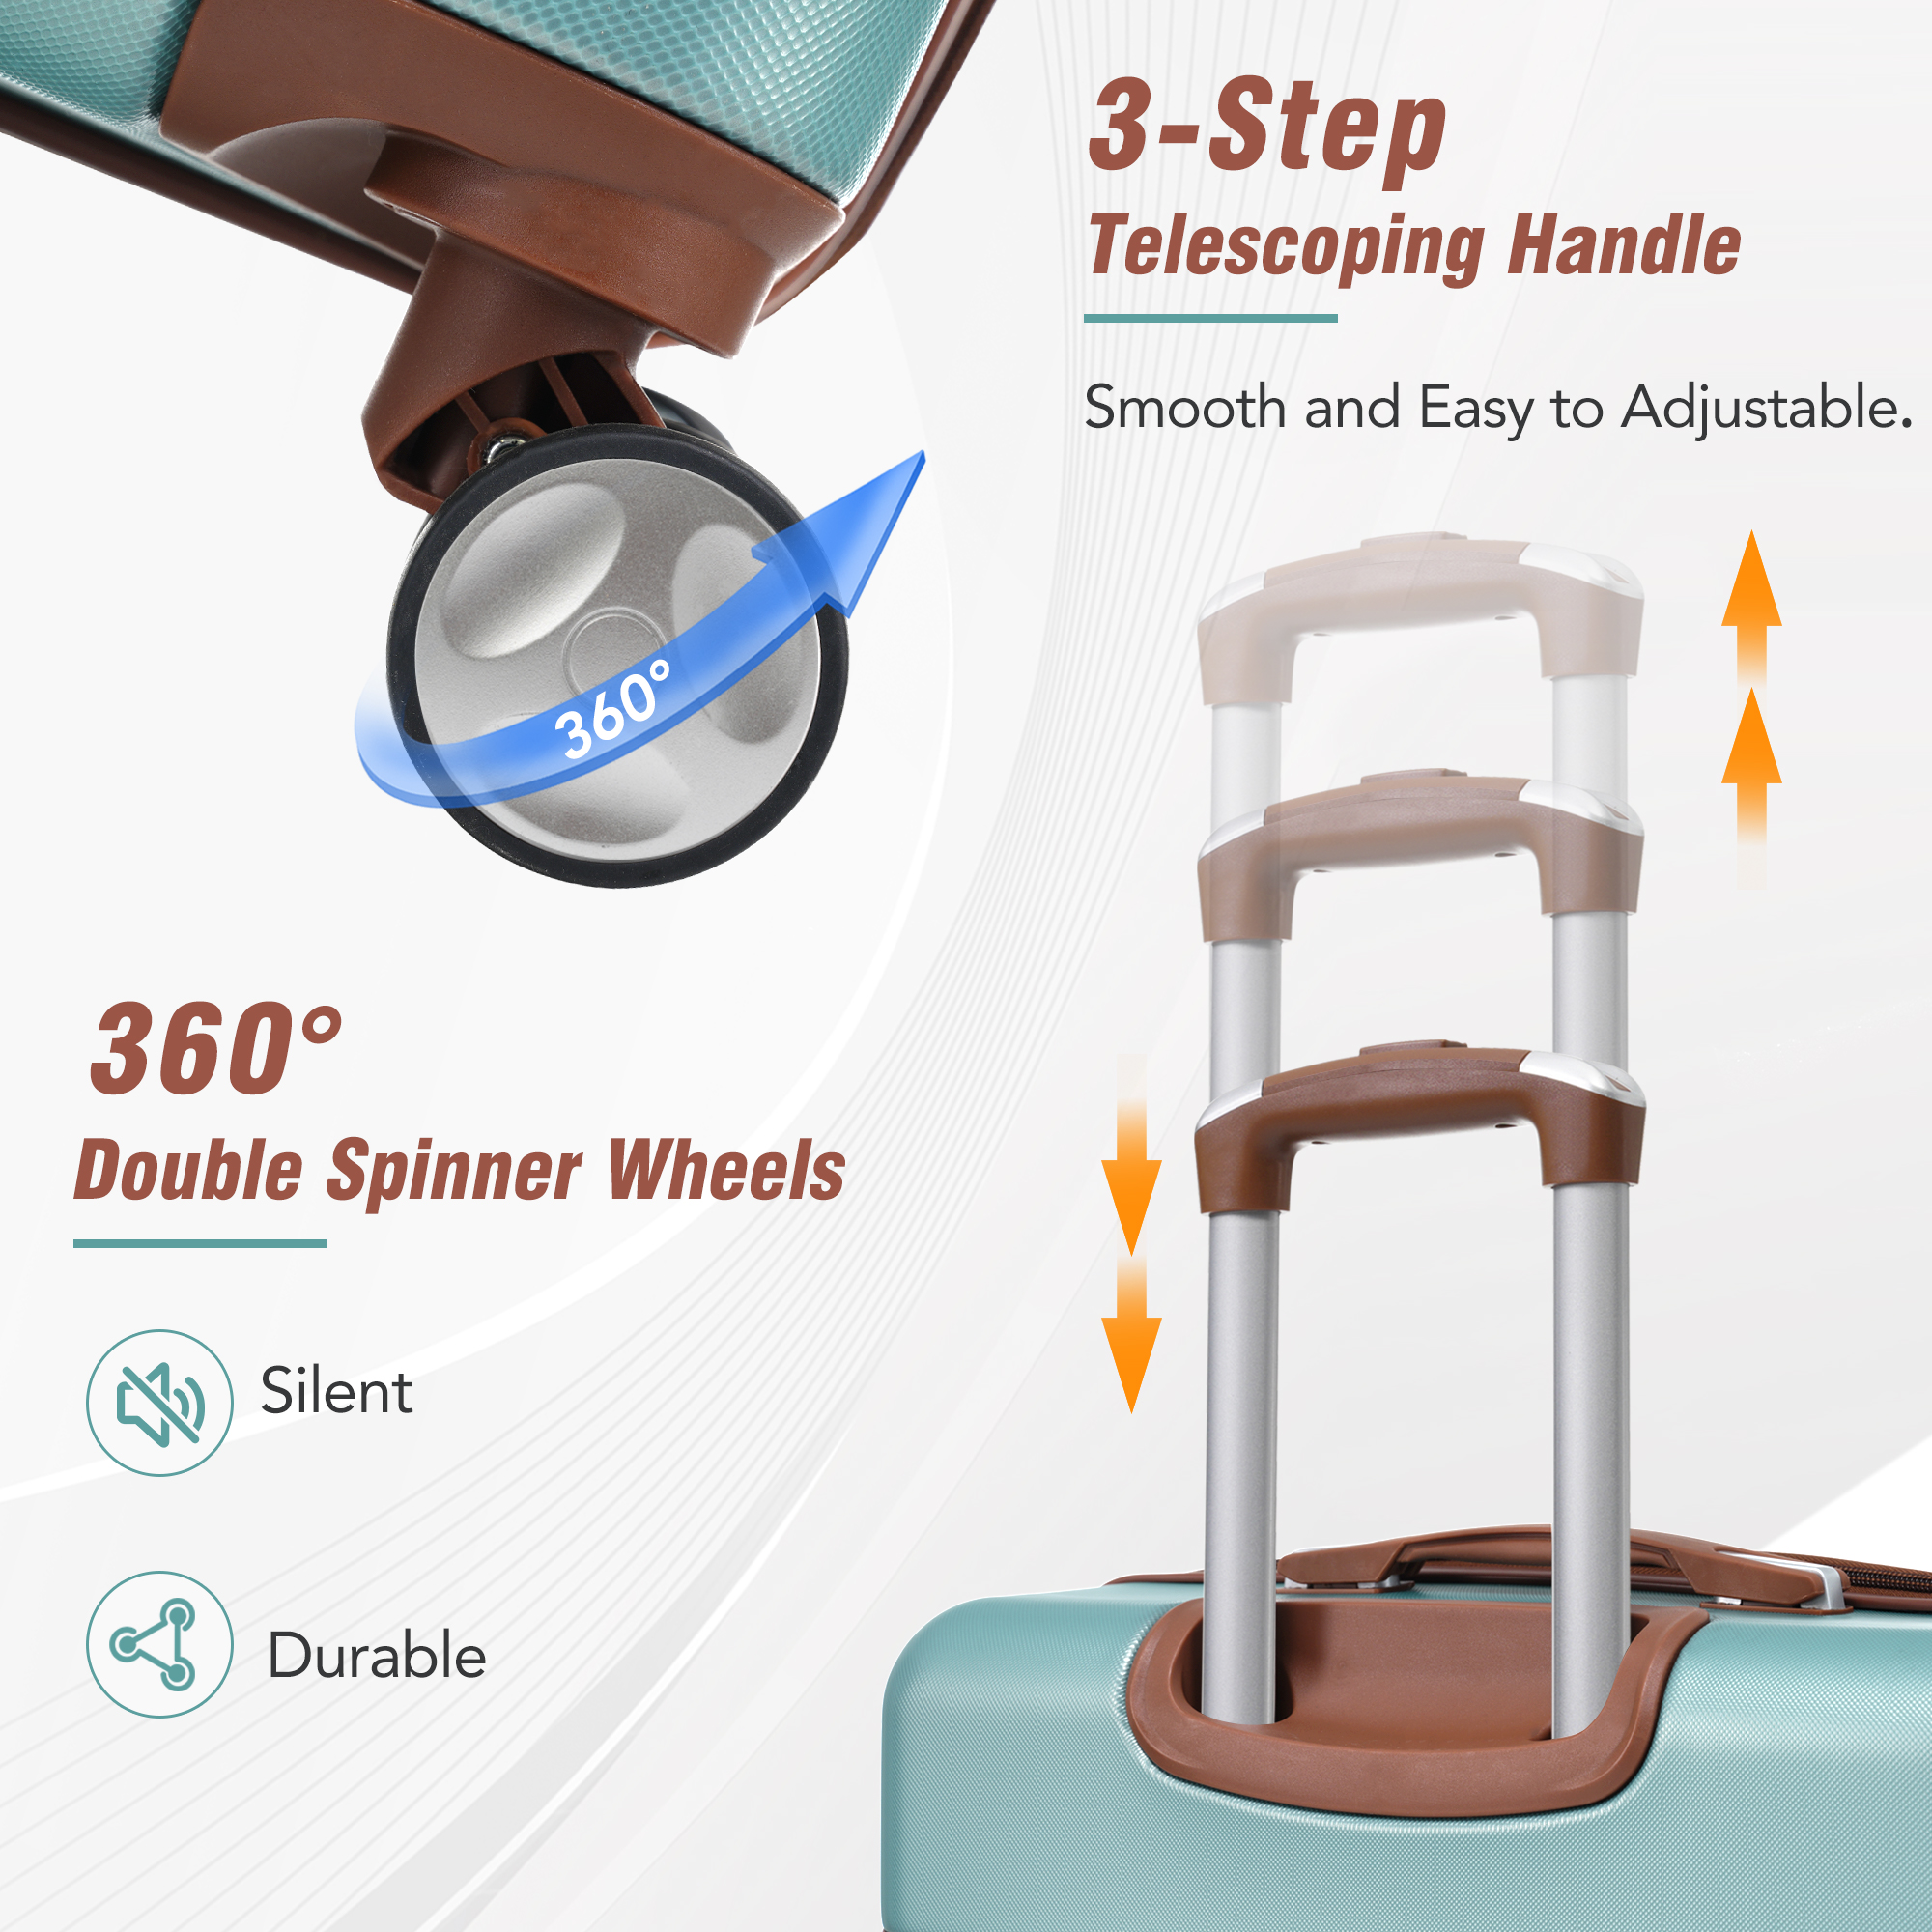 3-Step
Telescoping Handle
Smooth and Easy to Adjustable.
360°
360°
Double Spinner Wheels
Silent
Durable